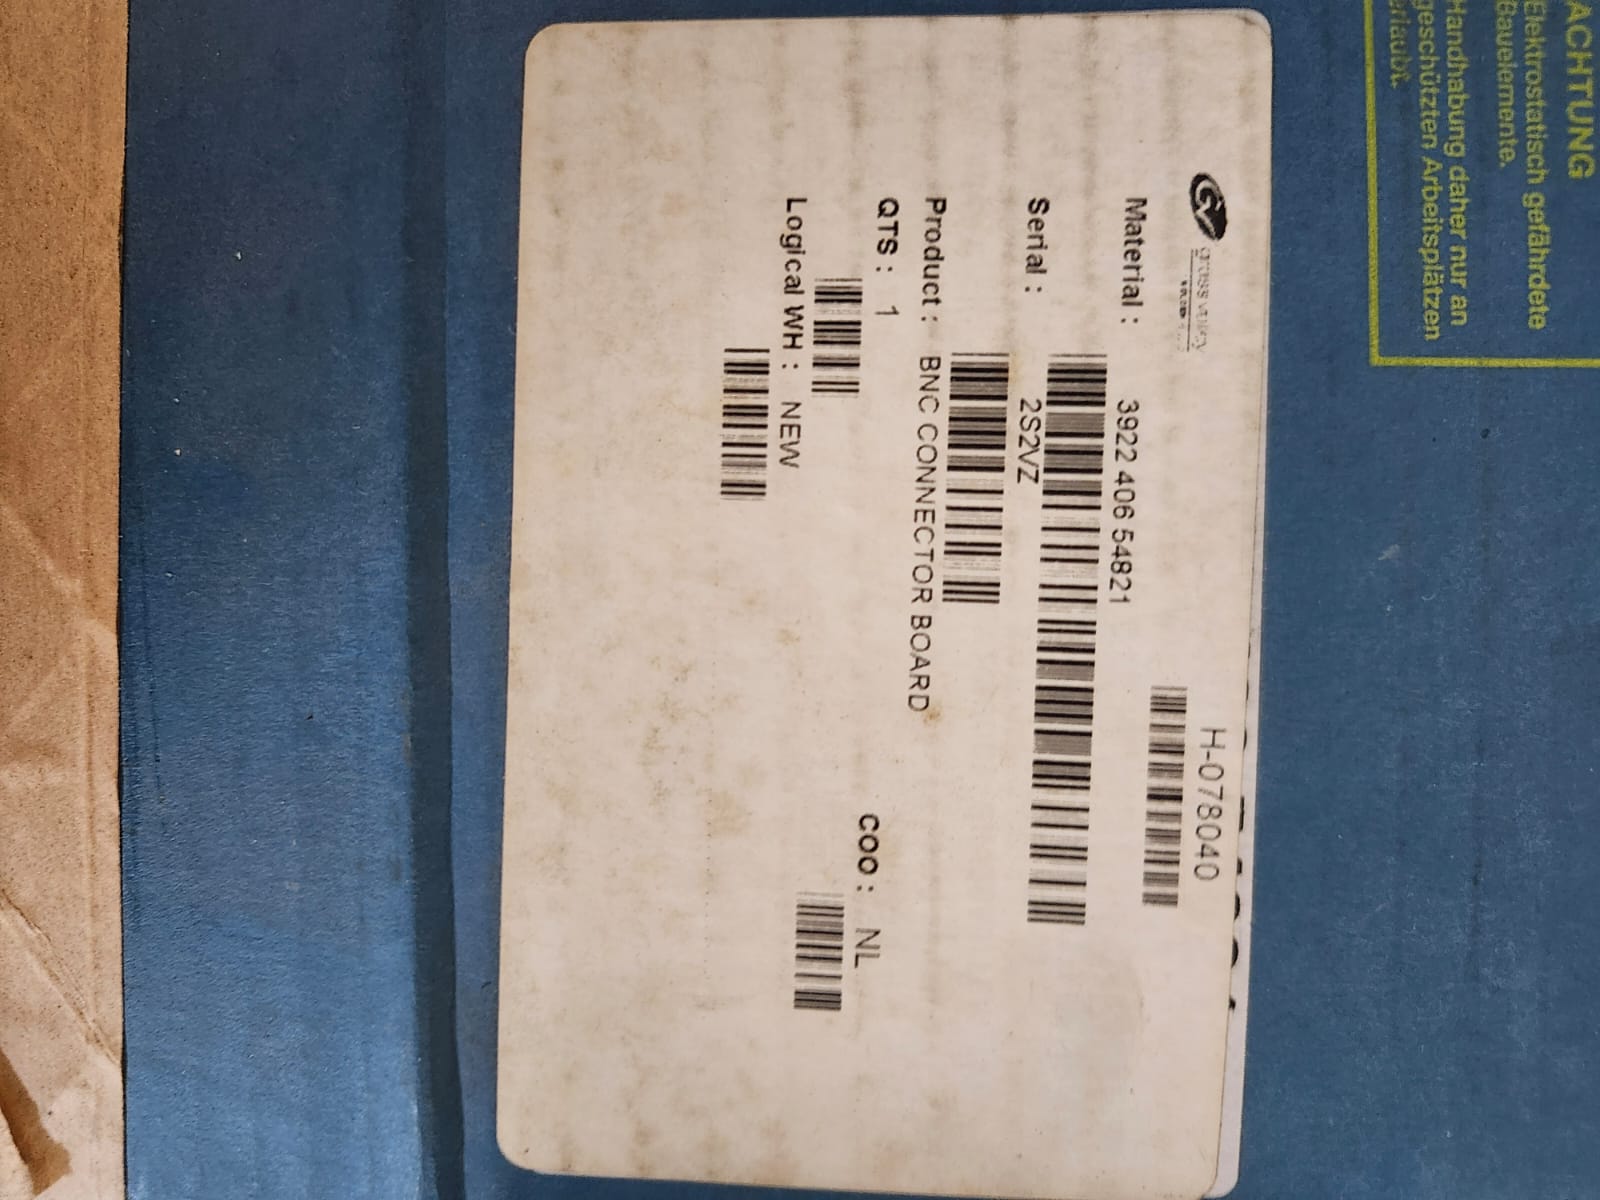 ACHTUNG
Elektrostatisch gefährdete
Bauelemente.
Handhabung daher nur an
geschützten Arbeitsplätzen
erlaubt.
grass valley
H-078040
Material : 3922 406 54821
Serial : 2S2VZ
Product : BNC CONNECTOR BOARD
QTS : 1
COO : NL
Logical WH : NEW